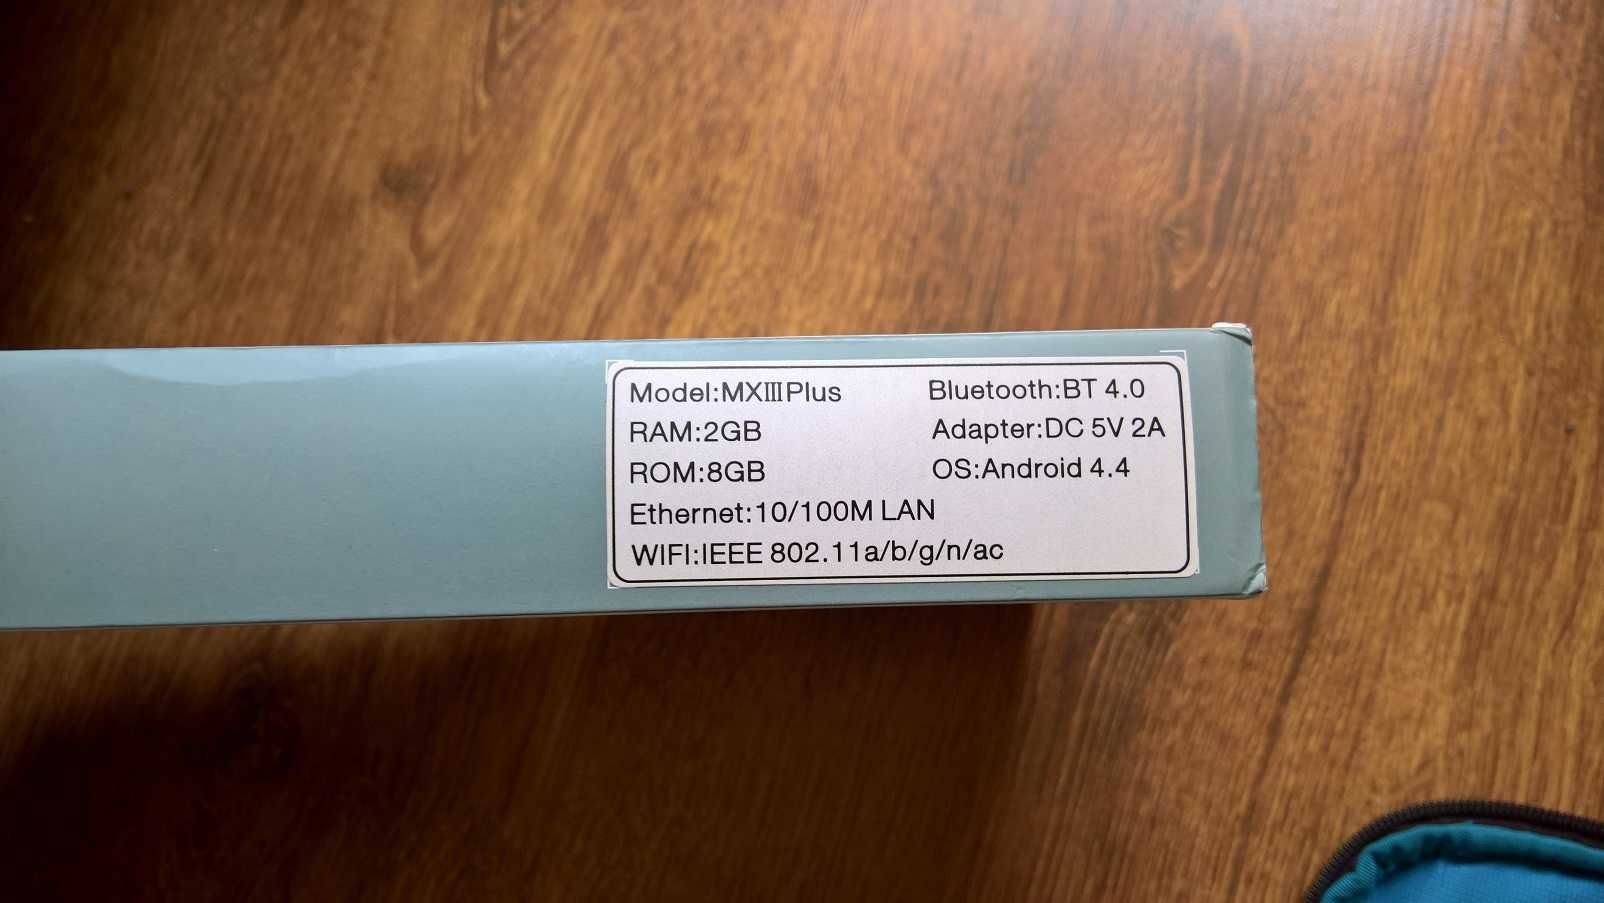 Model:MXⅢPlus Bluetooth:BT 4.0
RAM:2GB Adapter:DC 5V 2A
ROM:8GB OS:Android 4.4
Ethernet:10/100M LAN
WIFI:IEEE 802.11a/b/g/n/ac